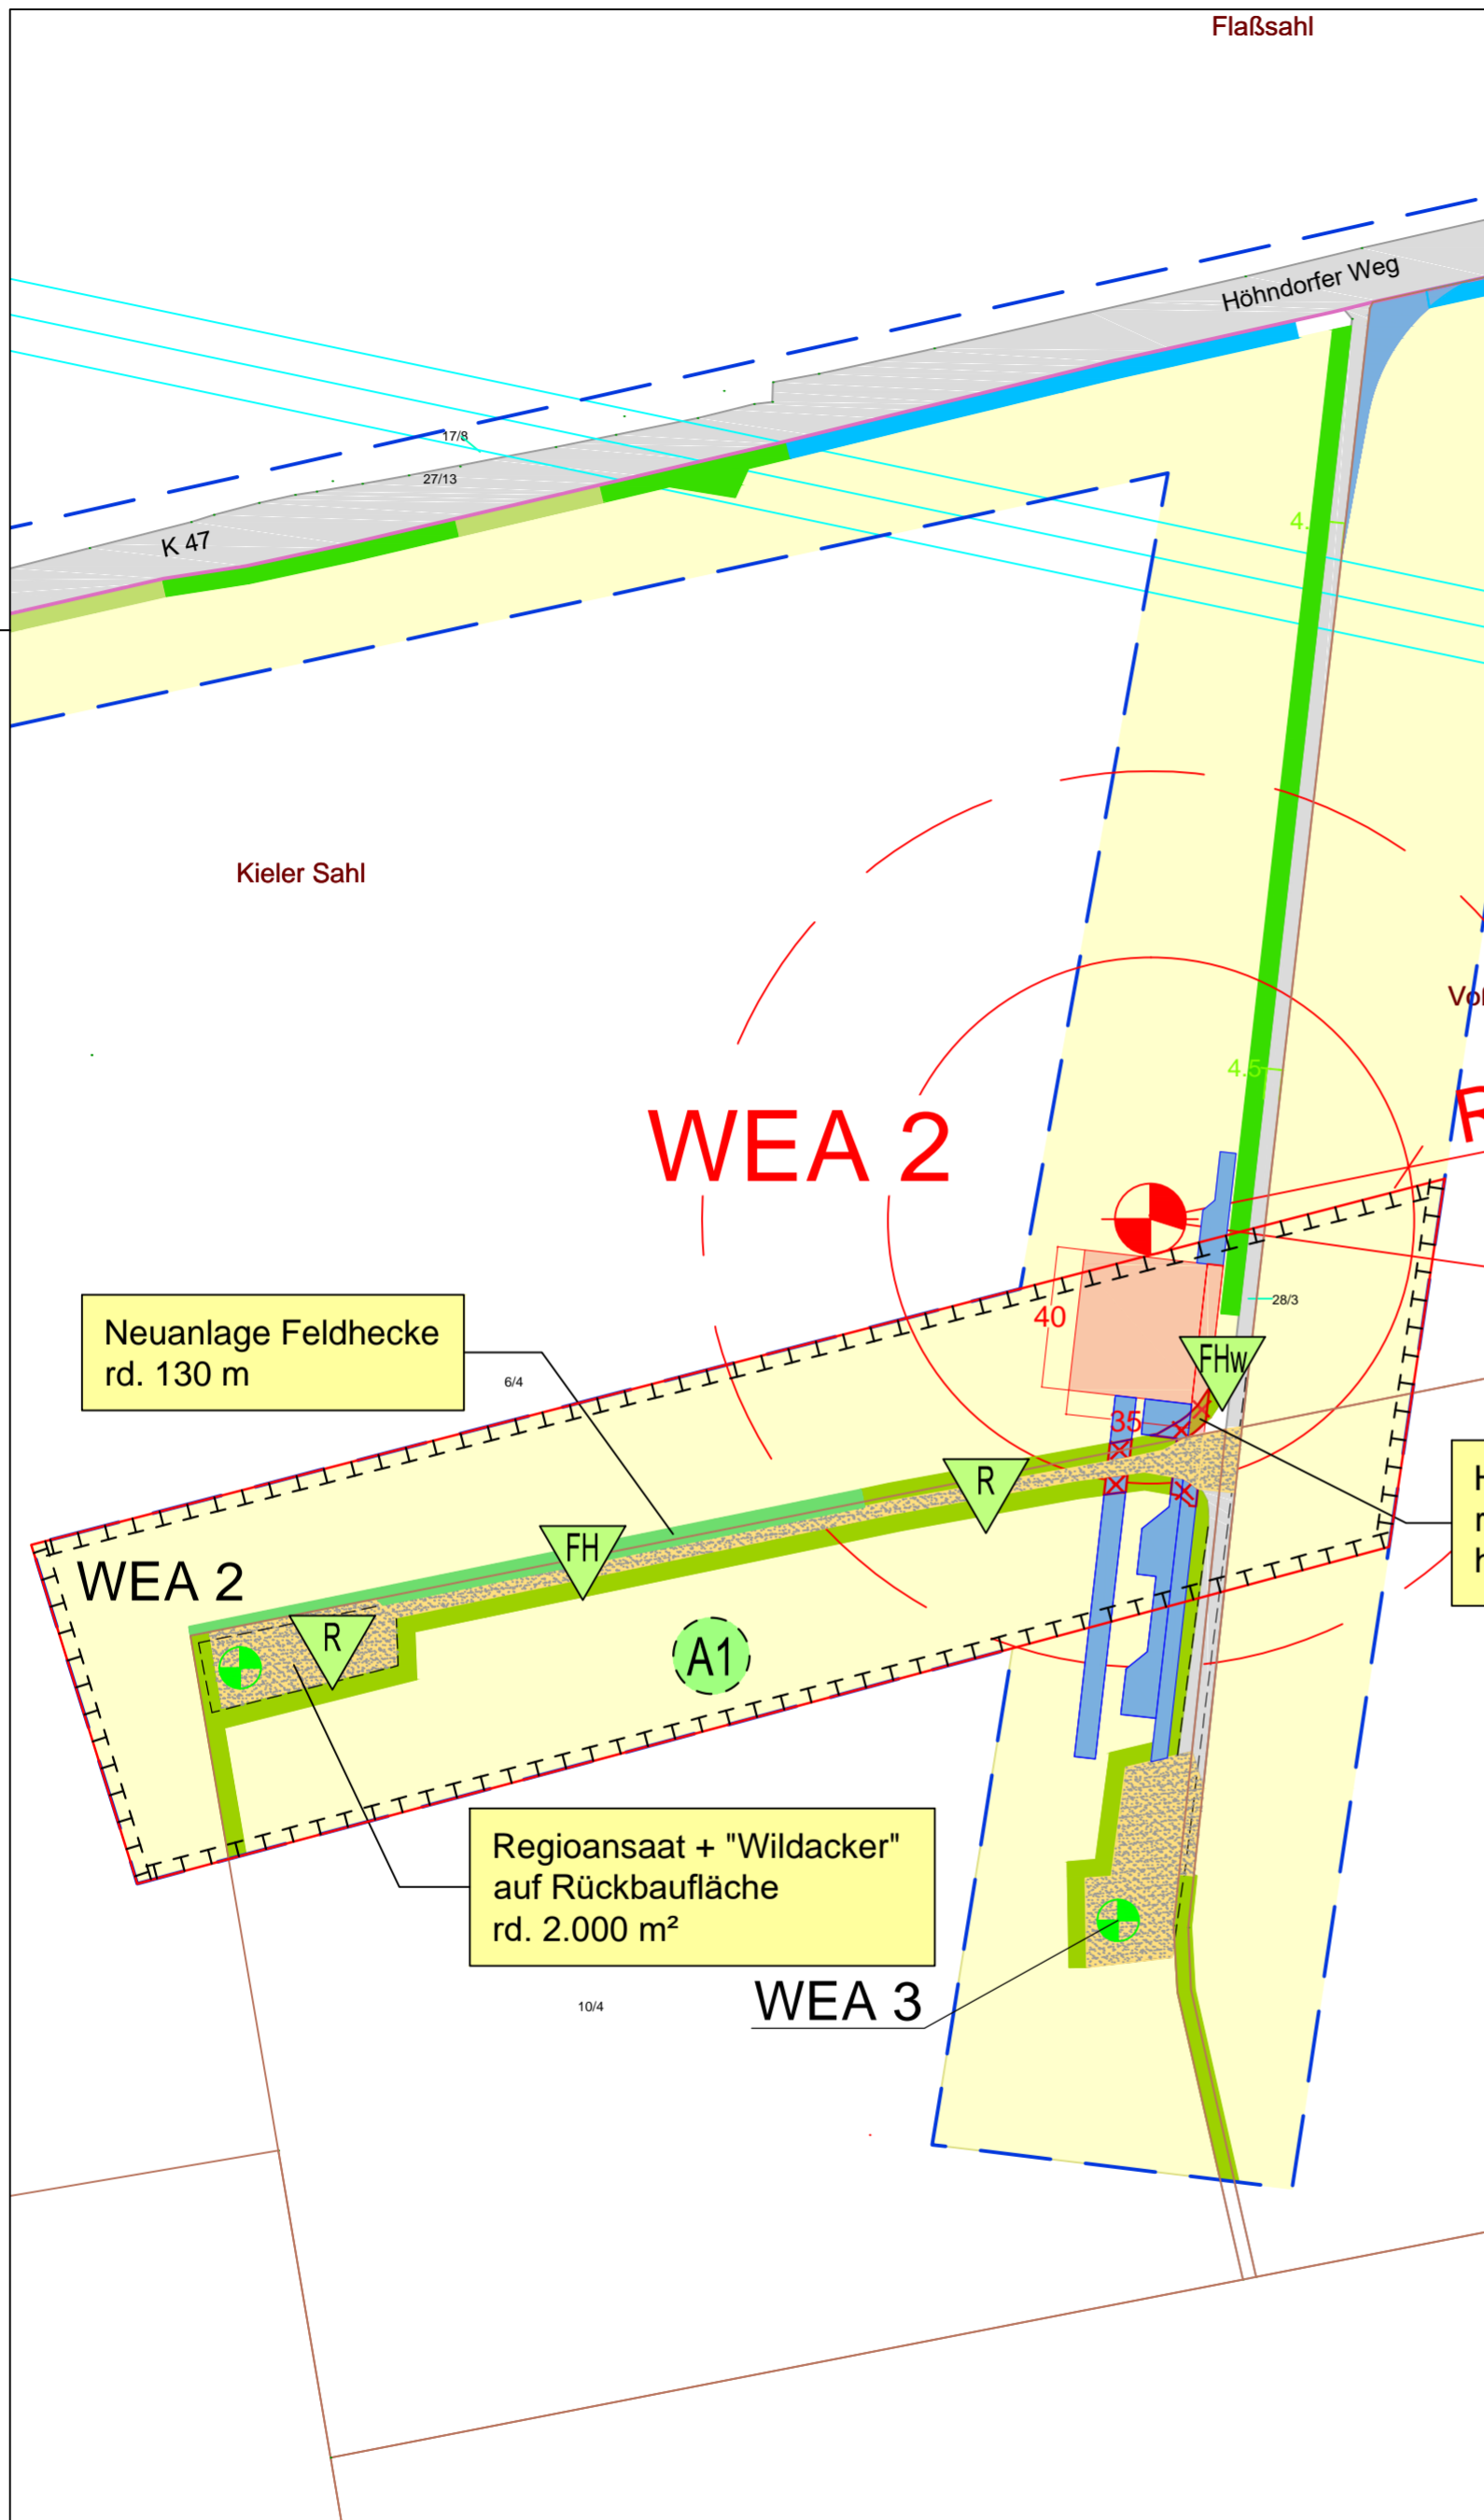 Flaßsahl
Höhndorfer Weg
17/8
27/13
K 47
4.
Kieler Sahl
4.5
WEA 2
28/3
40
Neuanlage Feldhecke
rd. 130 m
6/4
FHw
35
R
FH
WEA 2
R
A1
Regioansaat + "Wildacker"
auf Rückbaufläche
rd. 2.000 m²
10/4
WEA 3